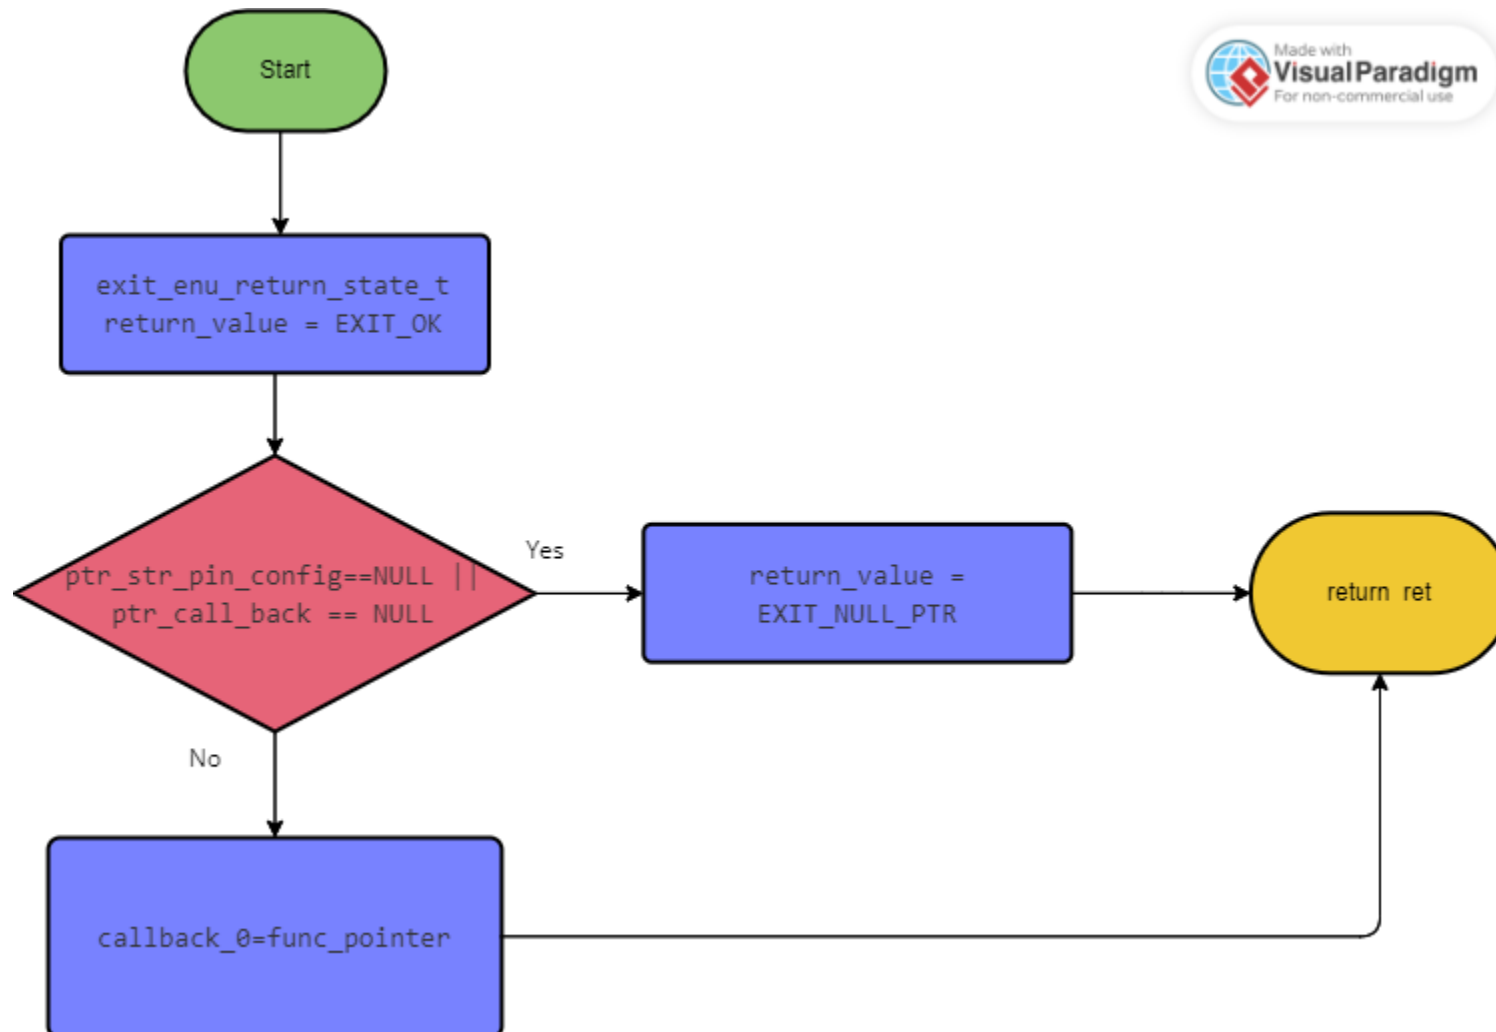 Start
Made with
Visual Paradigm
For non-commercial use
exit_enu_return_state_t
return_value = EXIT_OK
ptr_str_pin_config==NULL ||
ptr_call_back == NULL
Yes
return_value =
EXIT_NULL_PTR
return ret
No
callback_0=func_pointer